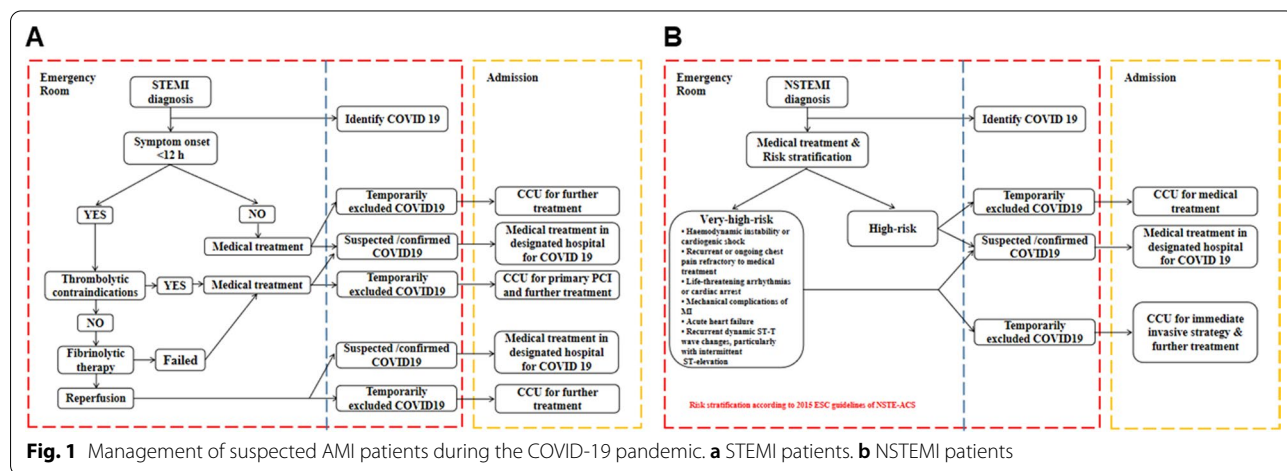 A
Emergency
Room
STEMI
diagnosis
Identify COVID 19
Symptom onset
<12 h
YES
NO
Medical treatment
Thrombolytic
contraindications
YES
Medical treatment
NO
Fibrinolytic
therapy
Failed
Reperfusion
Temporarily
excluded COVID19
Suspected /confirmed
COVID19
Temporarily
excluded COVID19
Suspected /confirmed
COVID19
Temporarily
excluded COVID19
Admission
CCU for further
treatment
Medical treatment in
designated hospital
for COVID 19
CCU for primary PCI
and further treatment
Medical treatment in
designated hospital
for COVID 19
CCU for further
treatment
B
Emergency
Room
NSTEMI
diagnosis
Identify COVID 19
Medical treatment &
Risk stratification
Very-high-risk
• Haemodynamic instability or
cardiogenic shock
• Recurrent or ongoing chest
pain refractory to medical
treatment
• Life-threatening arrhythmias
or cardiac arrest
• Mechanical complications of
MI
• Acute heart failure
• Recurrent dynamic ST-T
wave changes, particularly
with intermittent
ST-elevation
High-risk
Temporarily
excluded COVID19
Suspected /confirmed
COVID19
Temporarily
excluded COVID19
Risk stratification according to 2015 ESC guidelines of NSTE-ACS
Admission
CCU for medical
treatment
Medical treatment in
designated hospital
for COVID 19
CCU for immediate
invasive strategy &
further treatment
Fig. 1 Management of suspected AMI patients during the COVID-19 pandemic. a STEMI patients. b NSTEMI patients